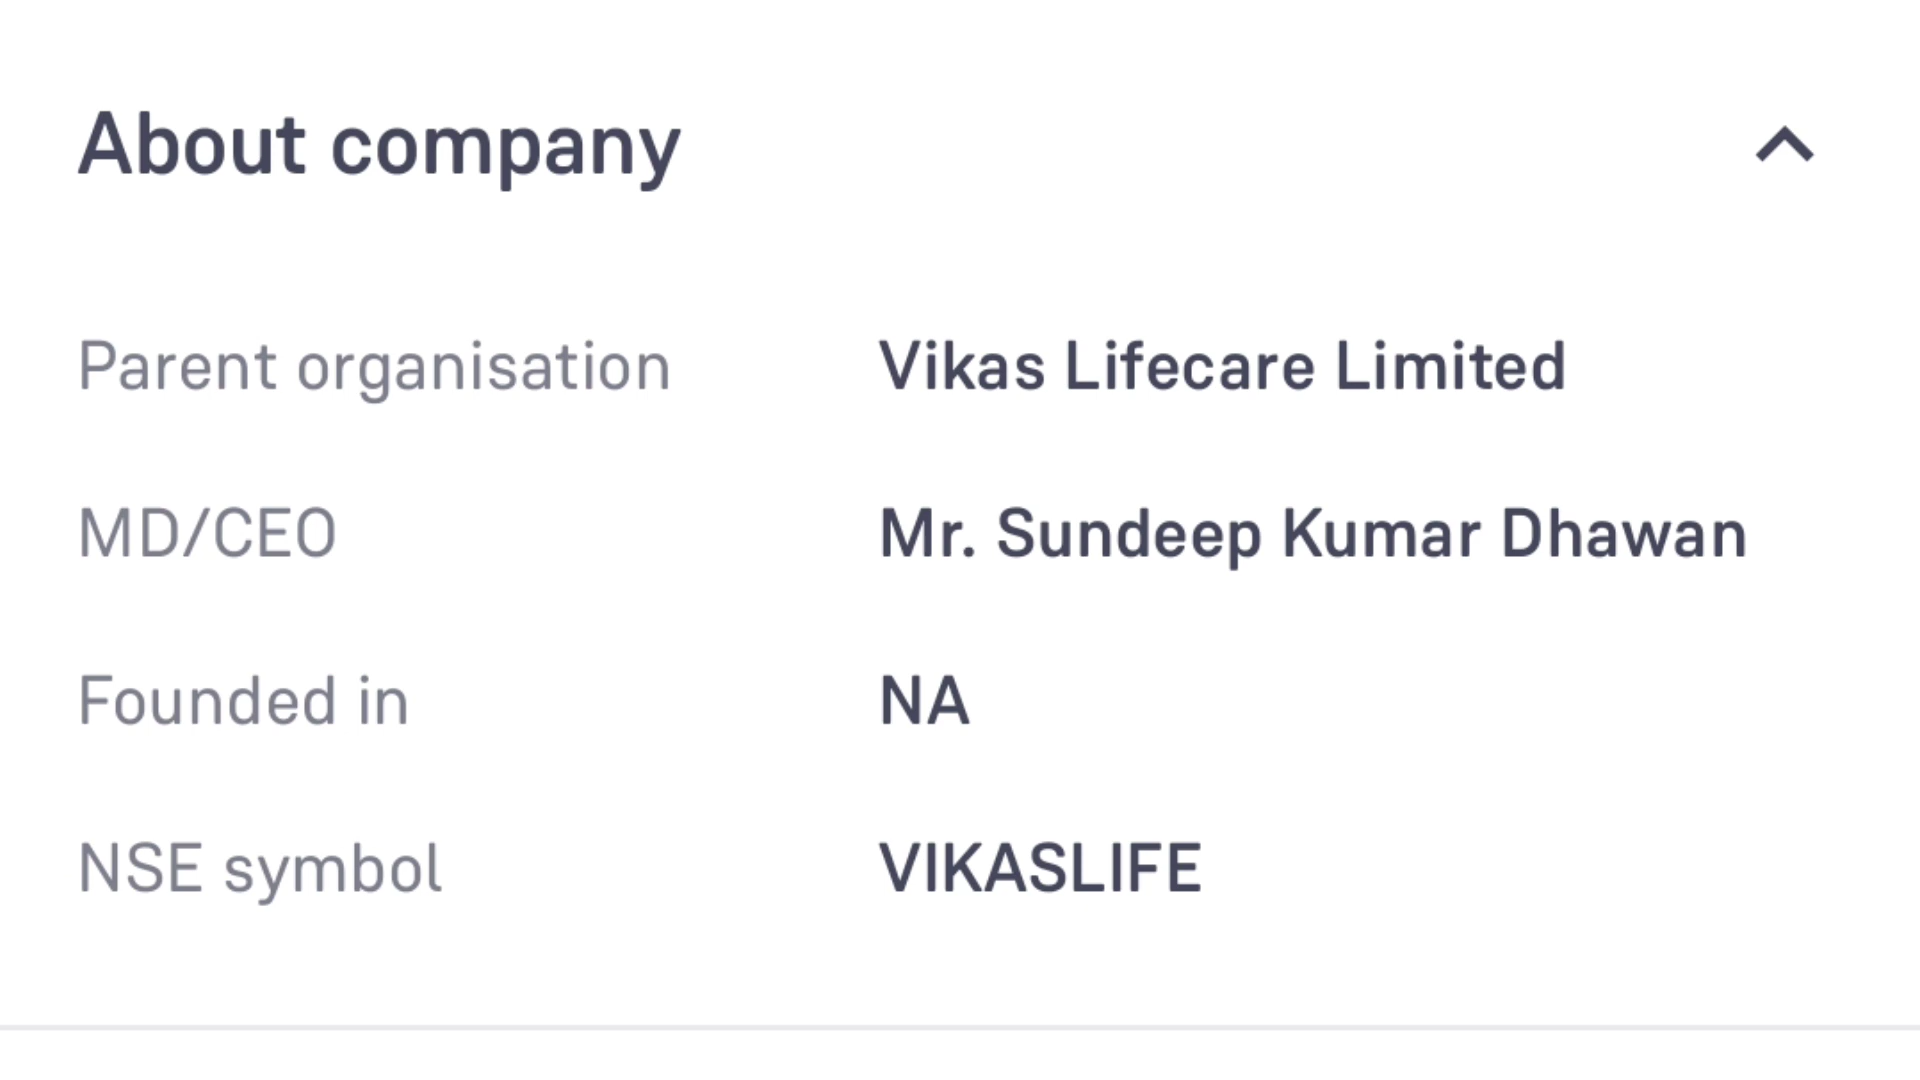 About company
Parent organisation Vikas Lifecare Limited
MD/CEO Mr. Sundeep Kumar Dhawan
Founded in NA
NSE symbol VIKASLIFE